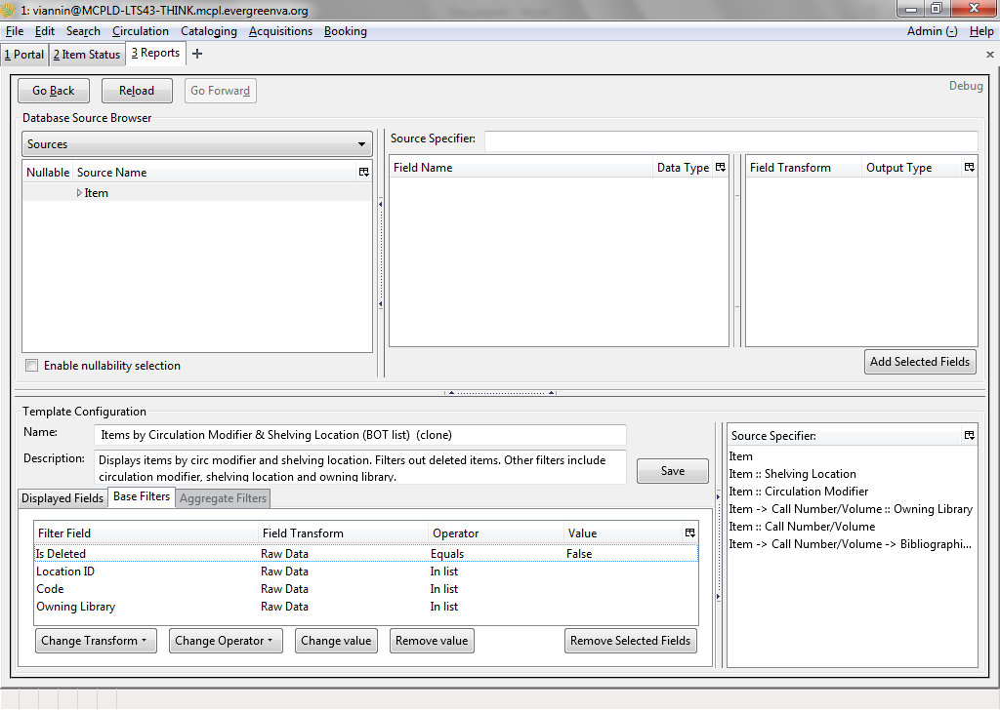 1: viannin@MCPLD-LTS43-THINK.mcpl.evergreenva.org
File Edit Search Circulation Cataloging Acquisitions Booking Admin (-) Help
1 Portal 2 Item Status 3 Reports
Go Back Reload Go Forward Debug
Database Source Browser
Sources
Source Specifier:
Nullable Source Name
Field Name Data Type
Field Transform Output Type
Item
Enable nullability selection
Add Selected Fields
Template Configuration
Name: Items by Circulation Modifier & Shelving Location (BOT list) (clone)
Description: Displays items by circ modifier and shelving location. Filters out deleted items. Other filters include
circulation modifier, shelving location and owning library.
Save
Displayed Fields Base Filters Aggregate Filters
Filter Field Field Transform Operator Value
Is Deleted Raw Data Equals False
Location ID Raw Data In list
Code Raw Data In list
Owning Library Raw Data In list
Change Transform Change Operator Change value Remove value Remove Selected Fields
Source Specifier:
Item
Item :: Shelving Location
Item :: Circulation Modifier
Item -> Call Number/Volume :: Owning Library
Item :: Call Number/Volume
Item -> Call Number/Volume -> Bibliographi...